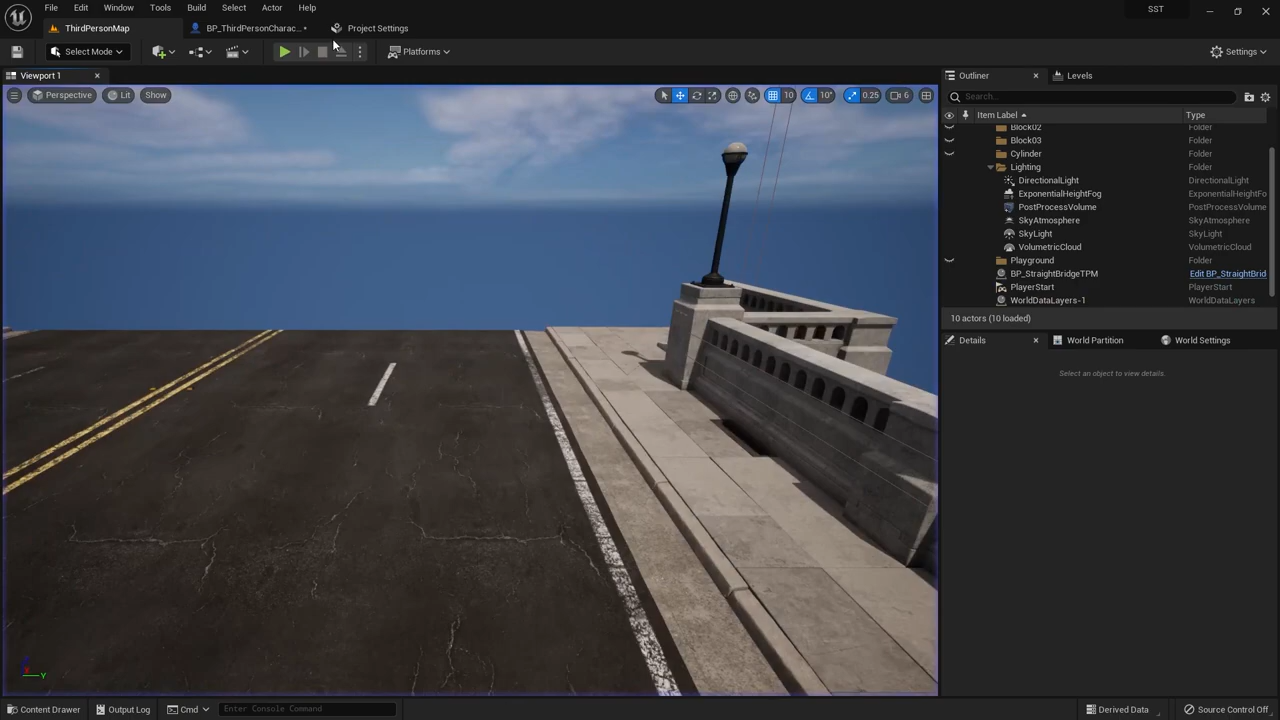 File Edit Window Tools Build Select Actor Help SST
ThirdPersonMap BP_ThirdPersonCharac... Project Settings
Select Mode Platforms Settings
Viewport 1 Outliner Levels
Perspective Lit Show 10 10° 0.25 6 Search...
Item Label Type
Block02 Folder
Block03 Folder
Cylinder Folder
Lighting Folder
DirectionalLight DirectionalLight
ExponentialHeightFog ExponentialHeightFo
PostProcessVolume PostProcessVolume
SkyAtmosphere SkyAtmosphere
SkyLight SkyLight
VolumetricCloud VolumetricCloud
Playground Folder
BP_StraightBridgeTPM Edit BP_StraightBrid
PlayerStart PlayerStart
WorldDataLayers-1 WorldDataLayers
10 actors (10 loaded)
Details World Partition World Settings
Select an object to view details.
Y
Content Drawer Output Log Cmd Enter Console Command Derived Data Source Control Off